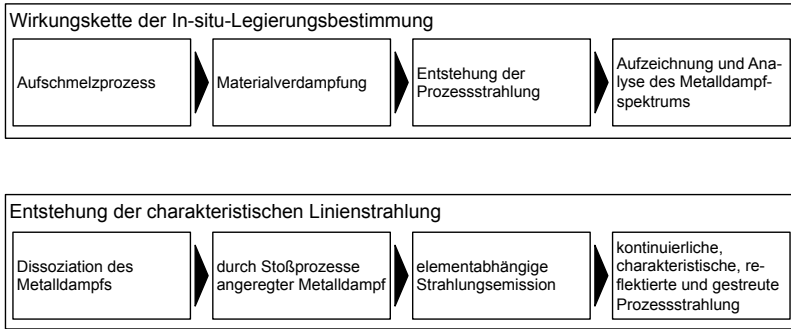 Wirkungskette der In-situ-Legierungsbestimmung
Aufschmelzprozess
Materialverdampfung
Entstehung der
Prozessstrahlung
Aufzeichnung und Ana-
lyse des Metalldampf-
spektrums
Entstehung der charakteristischen Linienstrahlung
Dissoziation des
Metalldampfs
durch Stoßprozesse
angeregter Metalldampf
elementabhängige
Strahlungsemission
kontinuierliche,
charakteristische, re-
flektierte und gestreute
Prozessstrahlung